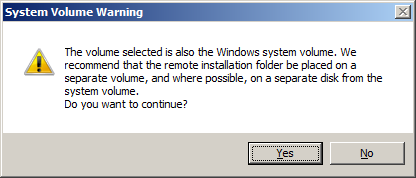 System Volume Warning
The volume selected is also the Windows system volume. We
recommend that the remote installation folder be placed on a
separate volume, and where possible, on a separate disk from the
system volume.
Do you want to continue?
Yes No